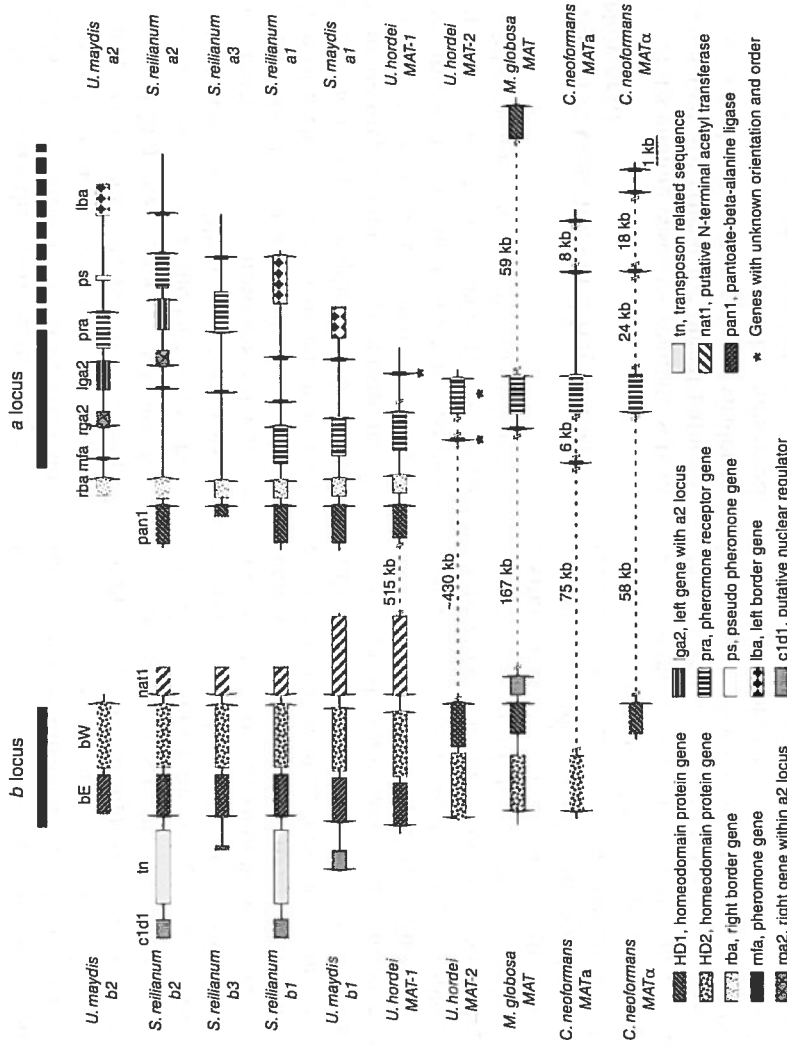 b locus
a locus
bE bW
rba mfa rga2 lga2 pra ps lba
c1d1 tn nat1 pan1
U. maydis b2
U. maydis a2
S. reilianum b2
S. reilianum a2
S. reilianum b3
S. reilianum a3
S. reilianum b1
S. reilianum a1
U. maydis b1
S. maydis a1
U. hordei MAT-1
515 kb
U. hordei MAT-1
U. hordei MAT-2
~430 kb
U. hordei MAT-2
M. globosa MAT
167 kb 59 kb
M. globosa MAT
C. neoformans MATa
75 kb 6 kb 8 kb
C. neoformans MATa
C. neoformans MATα
58 kb 24 kb 18 kb
C. neoformans MATα
1 kb
HD1, homeodomain protein gene
HD2, homeodomain protein gene
rba, right border gene
mfa, pheromone gene
rga2, right gene within a2 locus
lga2, left gene with a2 locus
pra, pheromone receptor gene
ps, pseudo pheromone gene
lba, left border gene
c1d1, putative nuclear regulator
tn, transposon related sequence
nat1, putative N-terminal acetyl transferase
pan1, pantoate-beta-alanine ligase
* Genes with unknown orientation and order